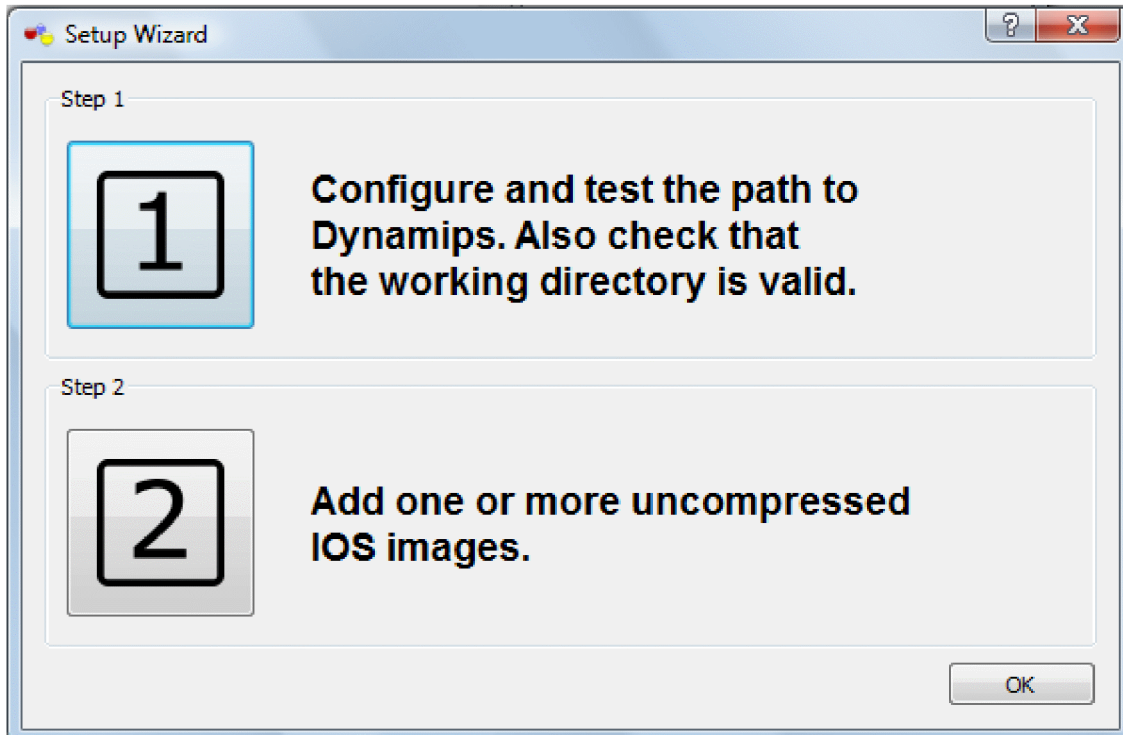 Setup Wizard
Step 1
1
Configure and test the path to
Dynamips. Also check that
the working directory is valid.
Step 2
2
Add one or more uncompressed
IOS images.
OK